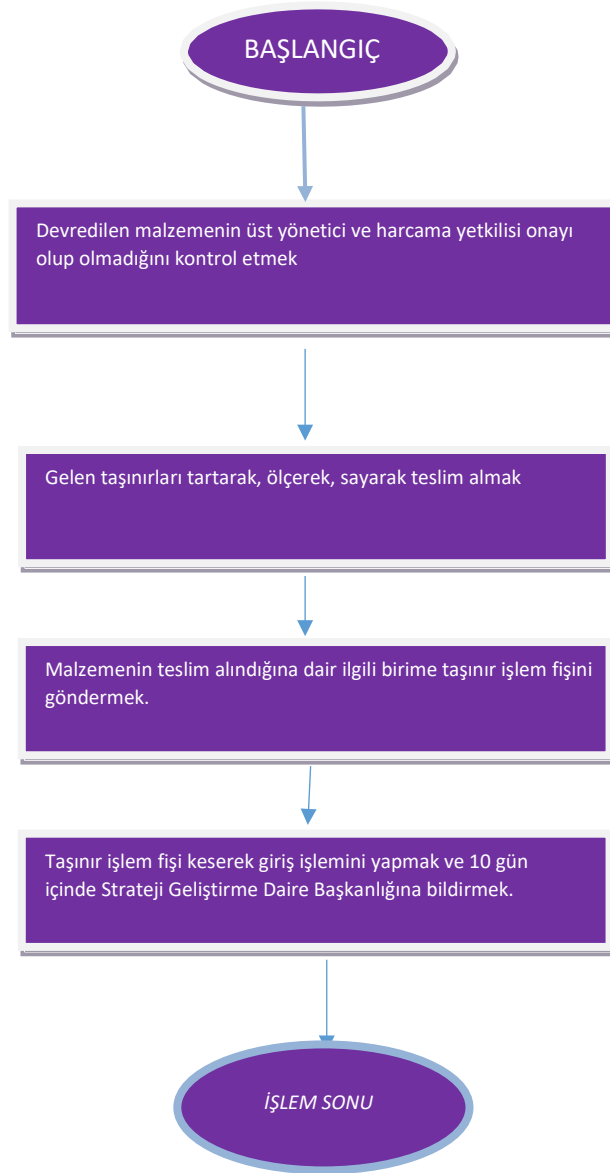 BAŞLANGIÇ
Devredilen malzemenin üst yönetici ve harcama yetkilisi onayı
olup olmadığını kontrol etmek
Gelen taşınırları tartarak, ölçerek, sayarak teslim almak
Malzemenin teslim alındığına dair ilgili birime taşınır işlem fişini
göndermek.
Taşınır işlem fişi keserek giriş işlemini yapmak ve 10 gün
içinde Strateji Geliştirme Daire Başkanlığına bildirmek.
İŞLEM SONU